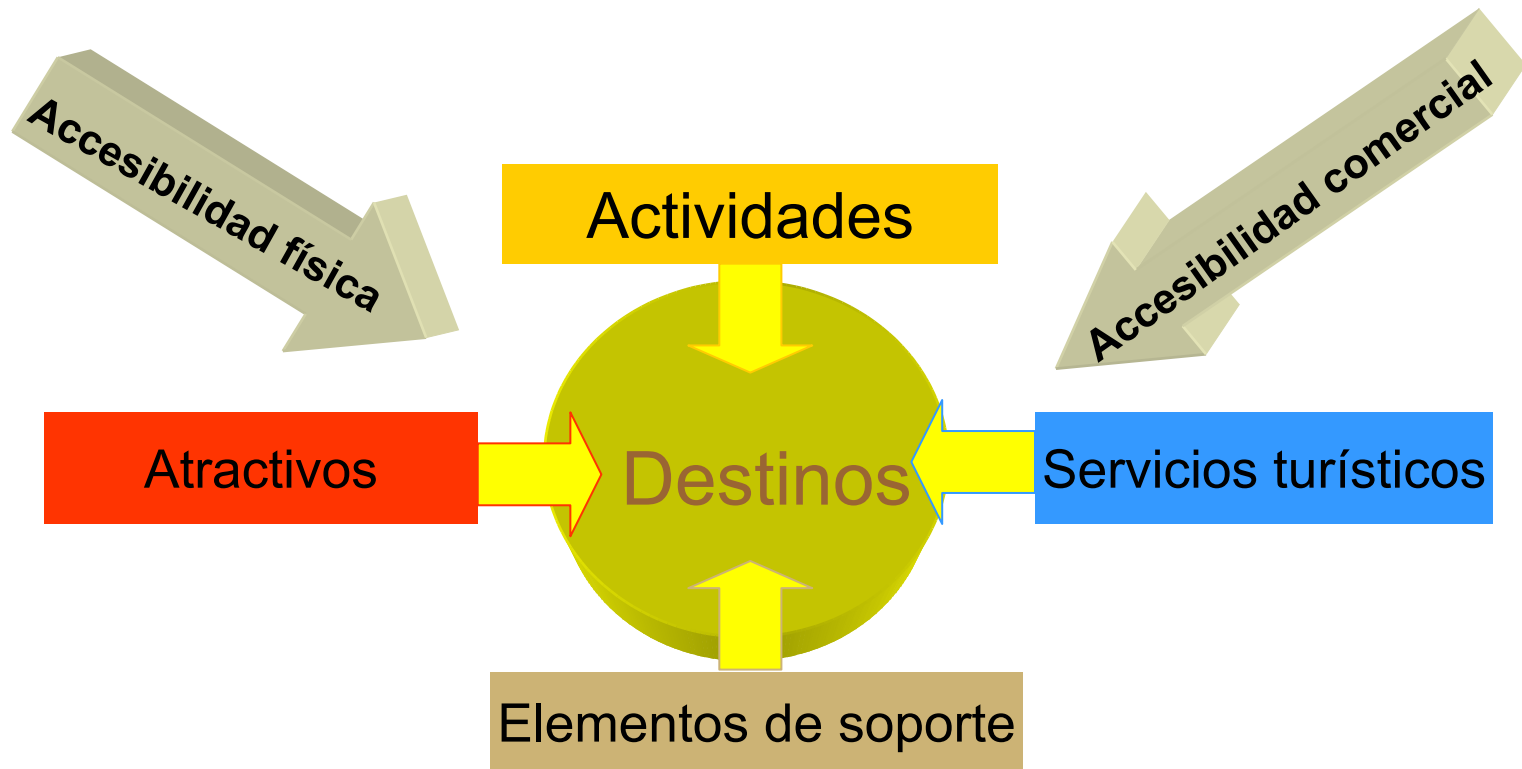 Accesibilidad física
Accesibilidad comercial
Actividades
Atractivos
Destinos
Servicios turísticos
Elementos de soporte